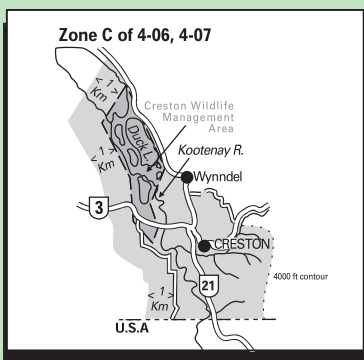 Zone C of 4-06, 4-07
< 1 >
Km
Creston Wildlife
Management
Area
Duck L.
Kootenay R.
< 1 >
Km
Wynndel
3
CRESTON
4000 ft contour
21
< 1 >
Km
U.S.A